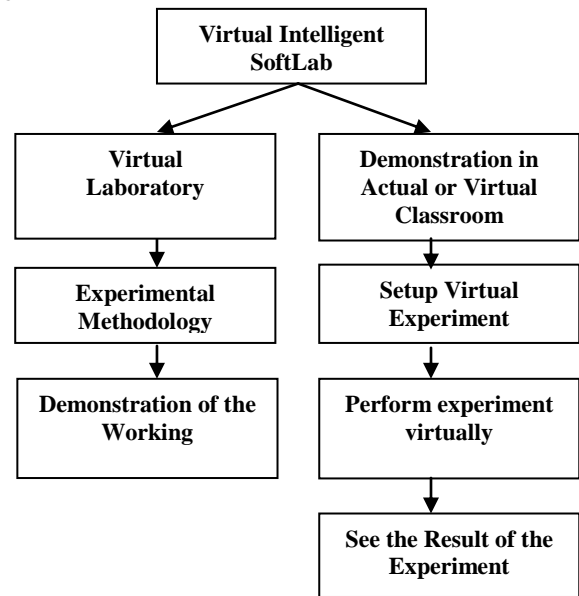 Virtual Intelligent
SoftLab
Virtual
Laboratory
Demonstration in
Actual or Virtual
Classroom
Experimental
Methodology
Setup Virtual
Experiment
Demonstration of the
Working
Perform experiment
virtually
See the Result of the
Experiment